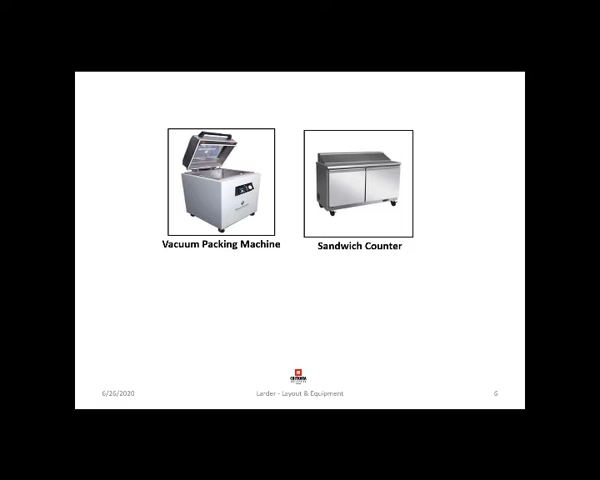 Vacuum Packing Machine
Sandwich Counter
6/26/2020
Larder - Layout & Equipment
6